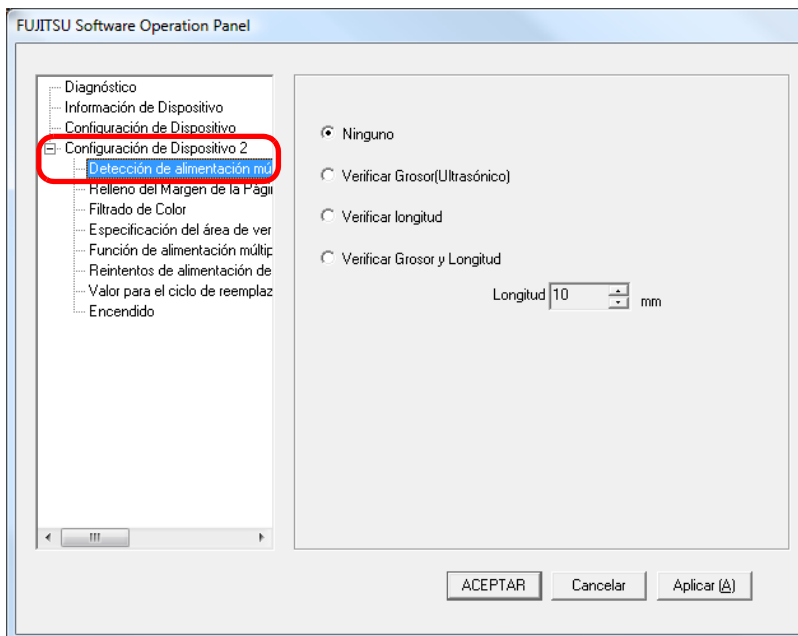 FUJITSU Software Operation Panel
Diagnóstico
Información de Dispositivo
Configuración de Dispositivo
Configuración de Dispositivo 2
Detección de alimentación mú
Relleno del Margen de la Pági
Filtrado de Color
Especificación del área de ver
Función de alimentación múltip
Reintentos de alimentación de
Valor para el ciclo de reemplaz
Encendido
Ninguno
Verificar Grosor(Ultrasónico)
Verificar longitud
Verificar Grosor y Longitud
Longitud 10 mm
ACEPTAR Cancelar Aplicar (A)